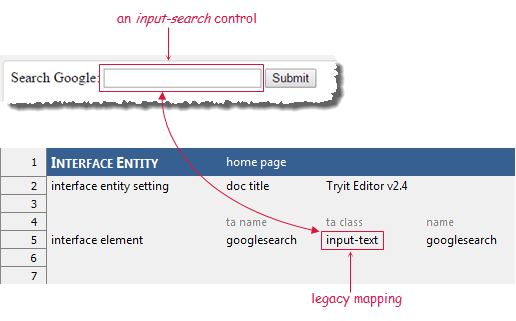 an input-search control
Search Google: Submit
1 INTERFACE ENTITY home page
2 interface entity setting doc title Tryit Editor v2.4
3
4 ta name ta class name
5 interface element googlesearch input-text googlesearch
6
7
legacy mapping